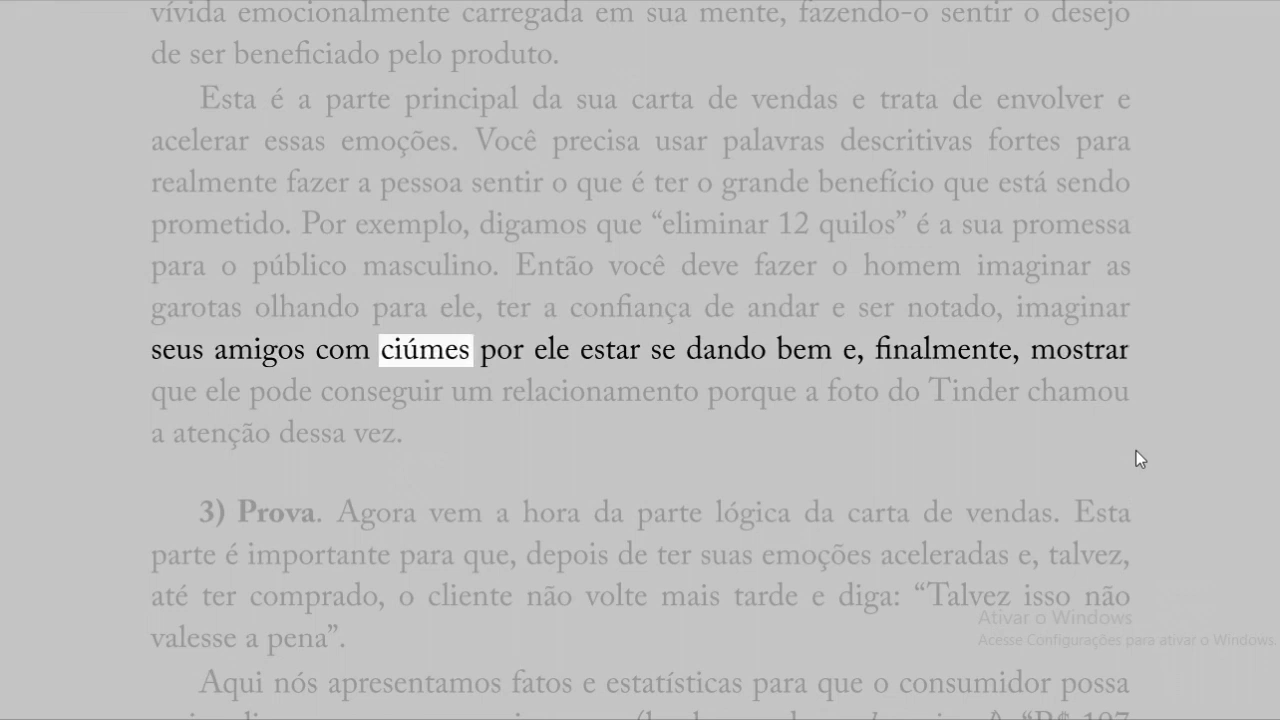 vívida emocionalmente carregada em sua mente, fazendo-o sentir o desejo
de ser beneficiado pelo produto.
Esta é a parte principal da sua carta de vendas e trata de envolver e
acelerar essas emoções. Você precisa usar palavras descritivas fortes para
realmente fazer a pessoa sentir o que é ter o grande benefício que está sendo
prometido. Por exemplo, digamos que “eliminar 12 quilos” é a sua promessa
para o público masculino. Então você deve fazer o homem imaginar as
garotas olhando para ele, ter a confiança de andar e ser notado, imaginar
seus amigos com ciúmes por ele estar se dando bem e, finalmente, mostrar
que ele pode conseguir um relacionamento porque a foto do Tinder chamou
a atenção dessa vez.
3) Prova. Agora vem a hora da parte lógica da carta de vendas. Esta
parte é importante para que, depois de ter suas emoções aceleradas e, talvez,
até ter comprado, o cliente não volte mais tarde e diga: “Talvez isso não
valesse a pena”.
Ativar o Windows
Acesse Configurações para ativar o Windows.
Aqui nós apresentamos fatos e estatísticas para que o consumidor possa